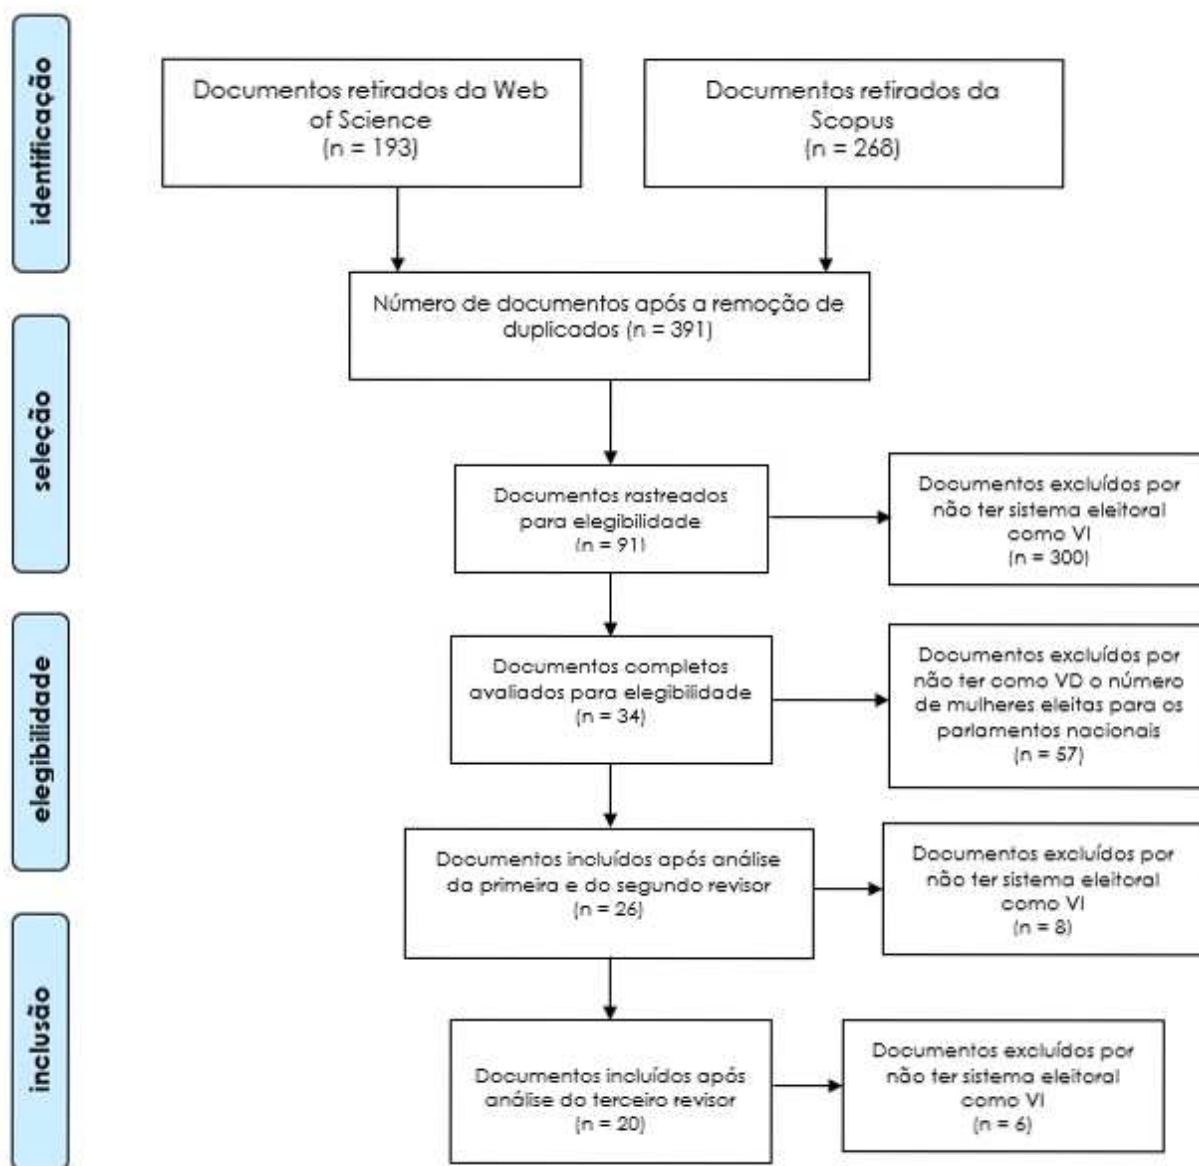 identificação
Documentos retirados da Web
of Science
(n = 193)
Documentos retirados da
Scopus
(n = 268)
Número de documentos após a remoção de
duplicados (n = 391)
seleção
Documentos rastreados
para elegibilidade
(n = 91)
Documentos excluídos por
não ter sistema eleitoral
como VI
(n = 300)
elegibilidade
Documentos completos
avaliados para elegibilidade
(n = 34)
Documentos excluídos por
não ter como VD o número
de mulheres eleitas para os
parlamentos nacionais
(n = 57)
Documentos incluídos após análise
da primeira e do segundo revisor
(n = 26)
Documentos excluídos por
não ter sistema eleitoral
como VI
(n = 8)
inclusão
Documentos incluídos após
análise do terceiro revisor
(n = 20)
Documentos excluídos por
não ter sistema eleitoral
como VI
(n = 6)